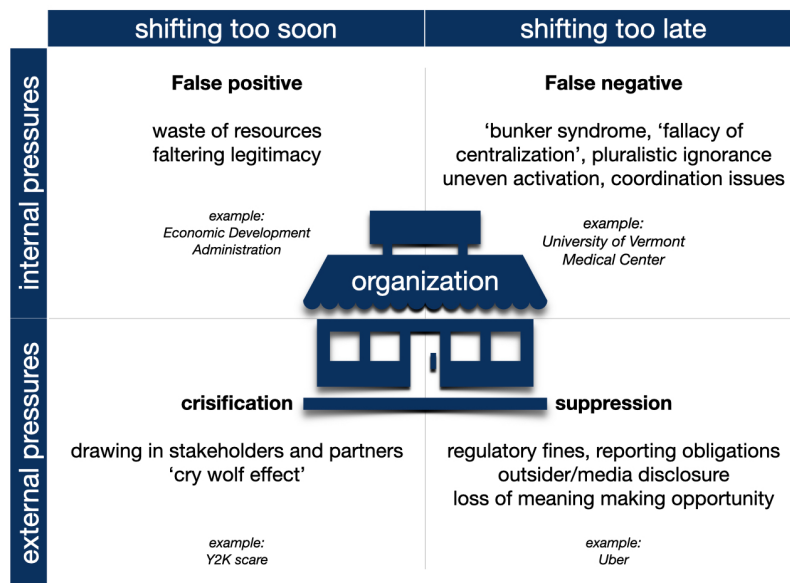 shifting too soon
shifting too late
internal pressures
False positive
waste of resources
faltering legitimacy
example:
Economic Development
Administration
False negative
‘bunker syndrome, ‘fallacy of
centralization’, pluralistic ignorance
uneven activation, coordination issues
example:
University of Vermont
Medical Center
organization
external pressures
crisification
drawing in stakeholders and partners
‘cry wolf effect’
example:
Y2K scare
suppression
regulatory fines, reporting obligations
outsider/media disclosure
loss of meaning making opportunity
example:
Uber